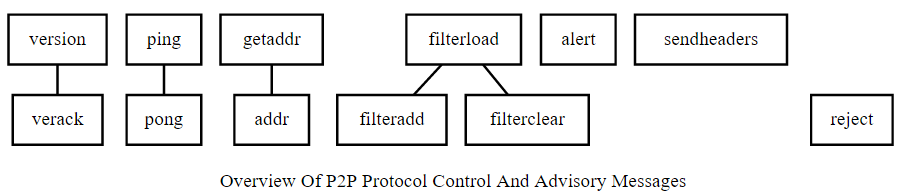 version ping getaddr filterload alert sendheaders
verack pong addr filteradd filterclear reject
Overview Of P2P Protocol Control And Advisory Messages